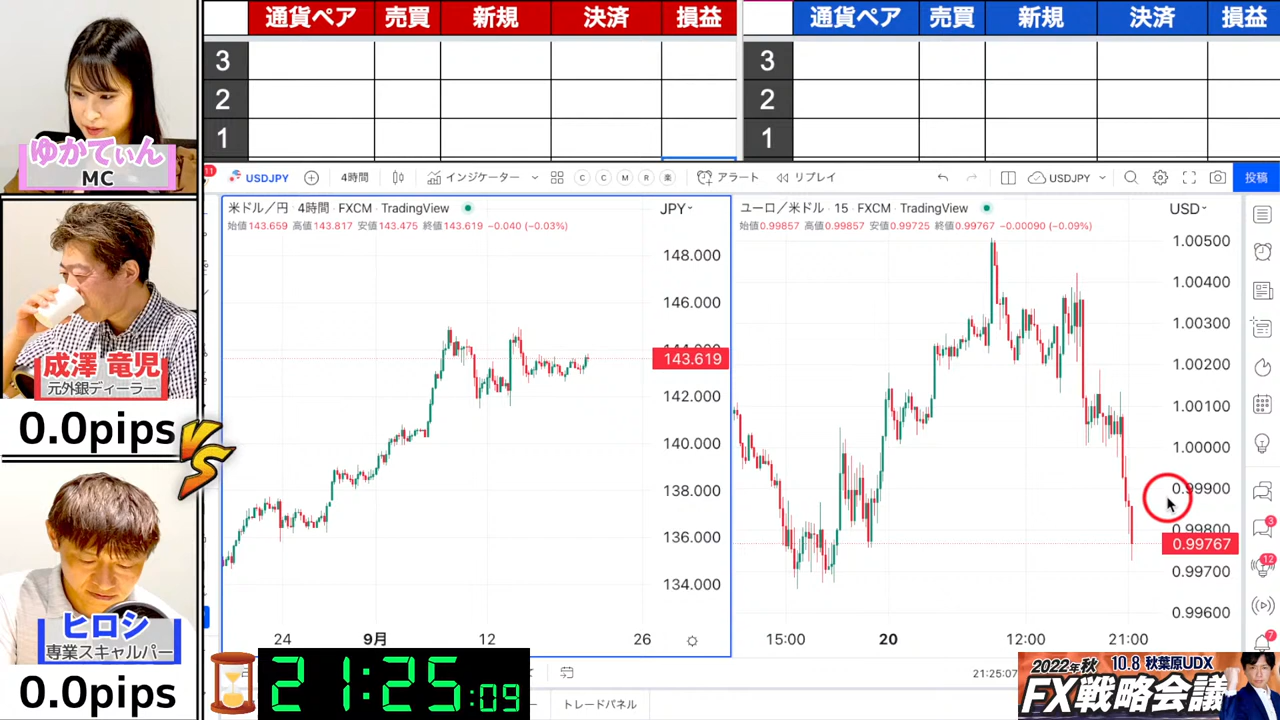 通貨ペア 売買 新規 決済 損益
3
2
1
通貨ペア 売買 新規 決済 損益
3
2
1
ゆかてぃん
MC
成澤 竜児
元外銀ディーラー
0.0pips
VS
ヒロシ
専業スキャルパー
0.0pips
11
USDJPY
4時間
インジケーター
C C M R 業
アラート
リプレイ
USDJPY
投稿
米ドル/円・4時間・FXCM・TradingView
始値143.659 高値143.817 安値143.475 終値143.619 −0.040 (−0.03%)
JPY
148.000
146.000
143.619
142.000
140.000
138.000
136.000
134.000
24 9月 12 26
ユーロ/米ドル・15・FXCM・TradingView
始値0.99857 高値0.99857 安値0.99725 終値0.99767 −0.00090 (−0.09%)
USD
1.00500
1.00400
1.00300
1.00200
1.00100
1.00000
0.99900
0.99800
0.99767
0.99700
0.99600
15:00 20 12:00 21:00
3
12
7
21:25:09
21:25:07
トレードパネル
2022年秋 10.8 秋葉原UDX
FX戦略会議